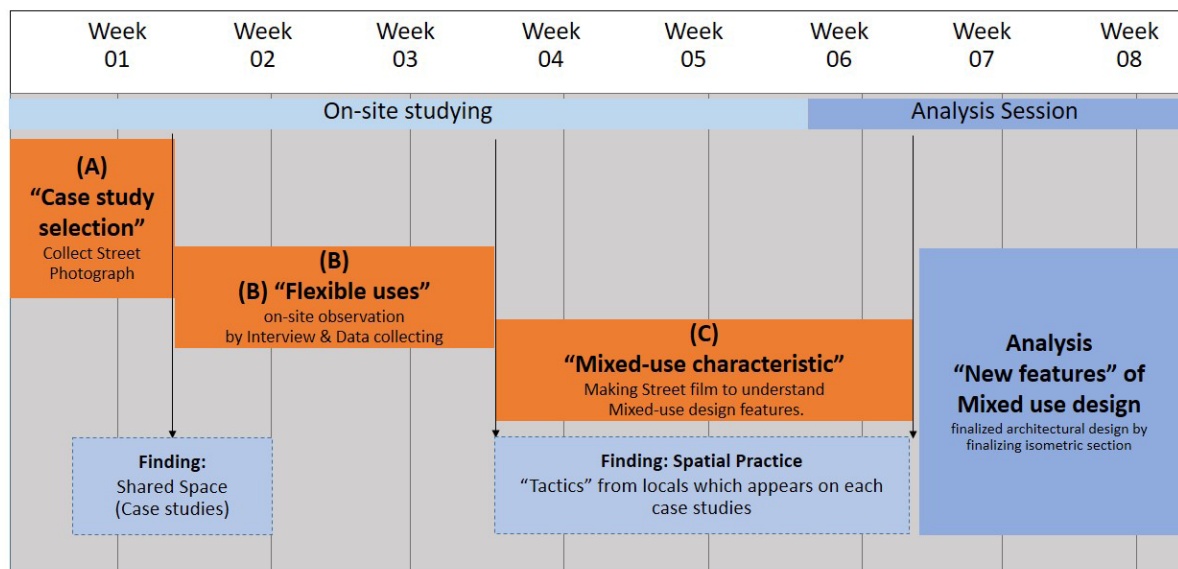 Week
01
Week
02
Week
03
Week
04
Week
05
Week
06
Week
07
Week
08
On-site studying
Analysis Session
(A)
“Case study
selection”
Collect Street
Photograph
(B)
(B) “Flexible uses”
on-site observation
by Interview & Data collecting
(C)
“Mixed-use characteristic”
Making Street film to understand
Mixed-use design features.
Analysis
“New features” of
Mixed use design
finalized architectural design by
finalizing isometric section
Finding:
Shared Space
(Case studies)
Finding: Spatial Practice
“Tactics” from locals which appears on each
case studies